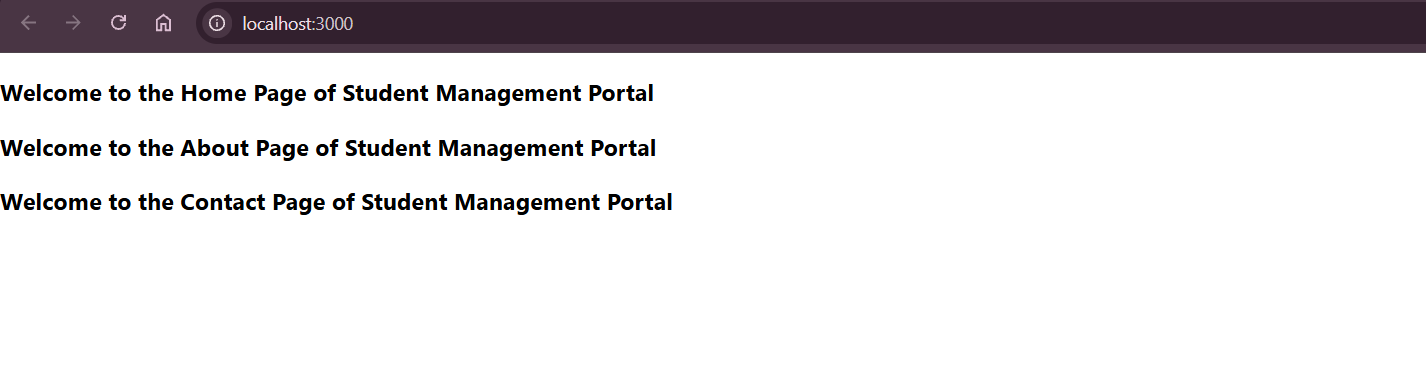 localhost:3000
Welcome to the Home Page of Student Management Portal
Welcome to the About Page of Student Management Portal
Welcome to the Contact Page of Student Management Portal